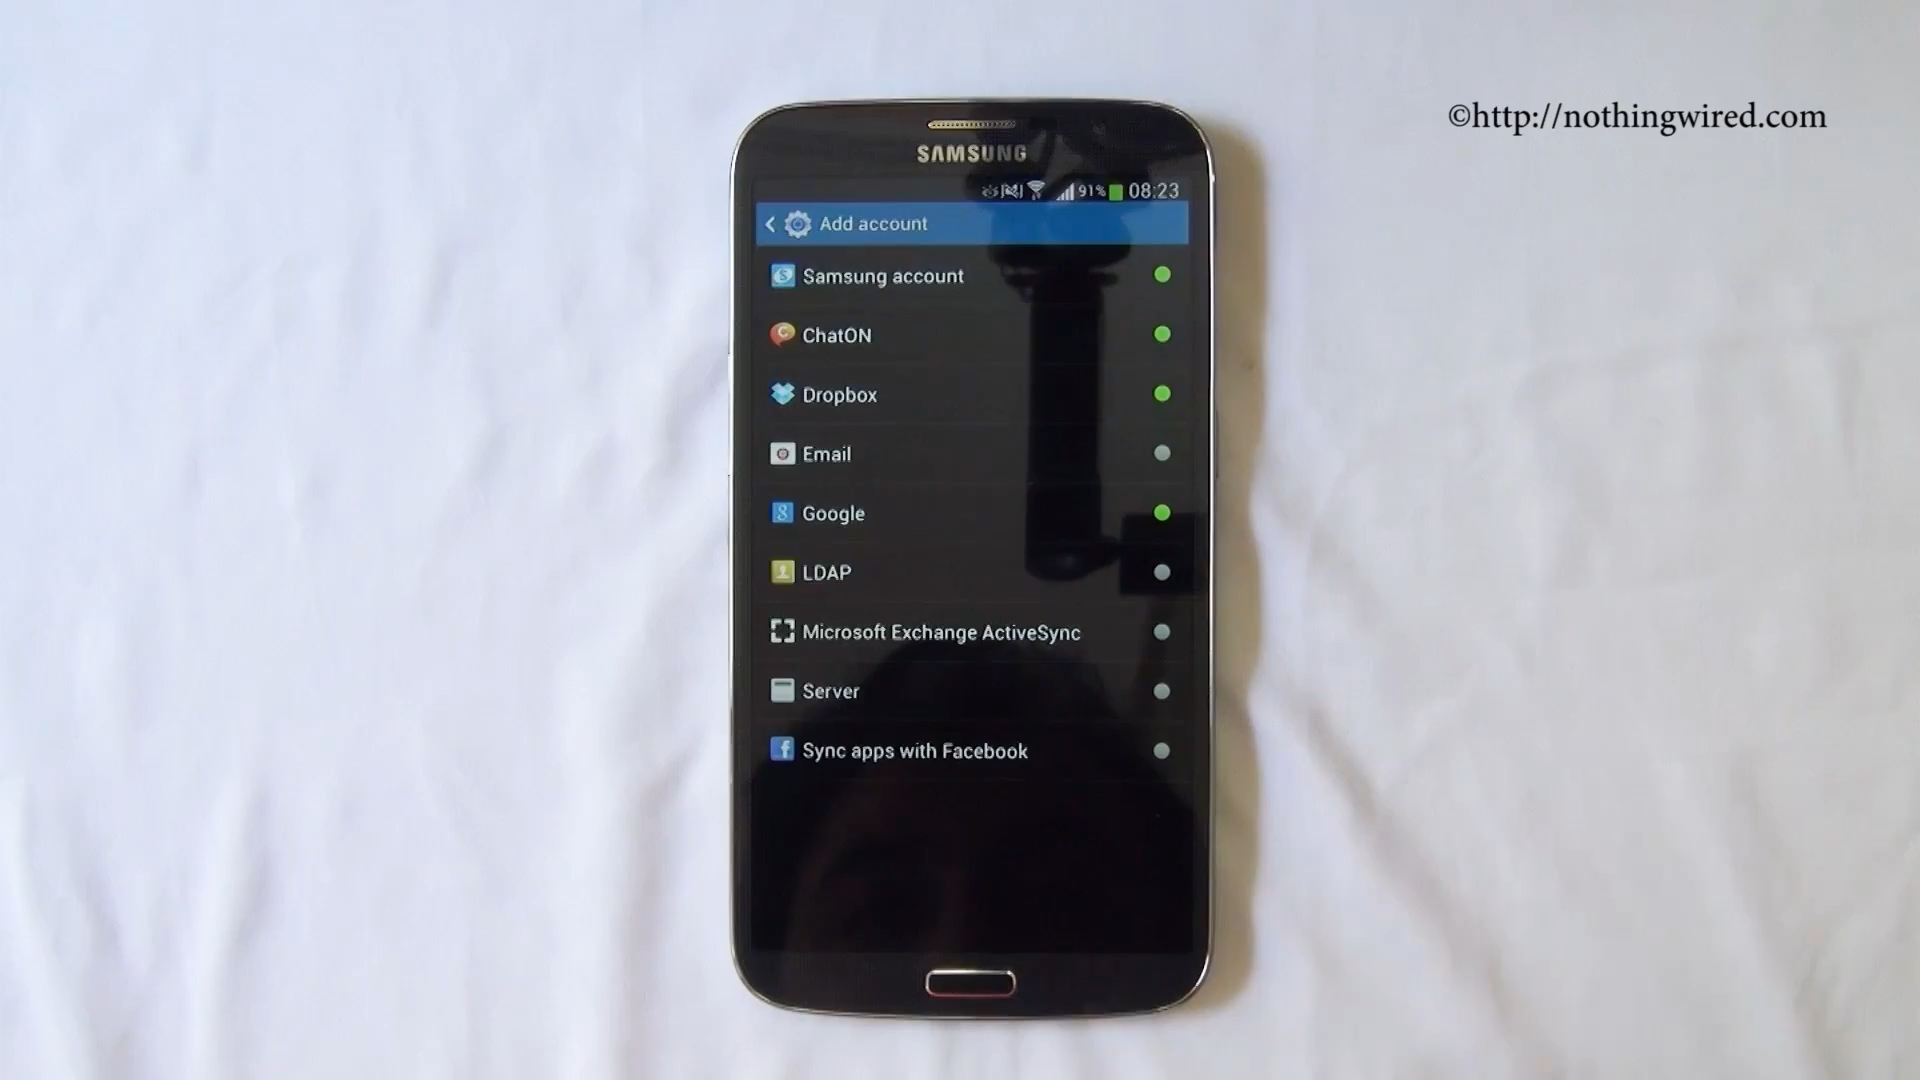 ©http://nothingwired.com
SAMSUNG
91% 08:23
Add account
Samsung account
ChatON
Dropbox
Email
Google
LDAP
Microsoft Exchange ActiveSync
Server
Sync apps with Facebook